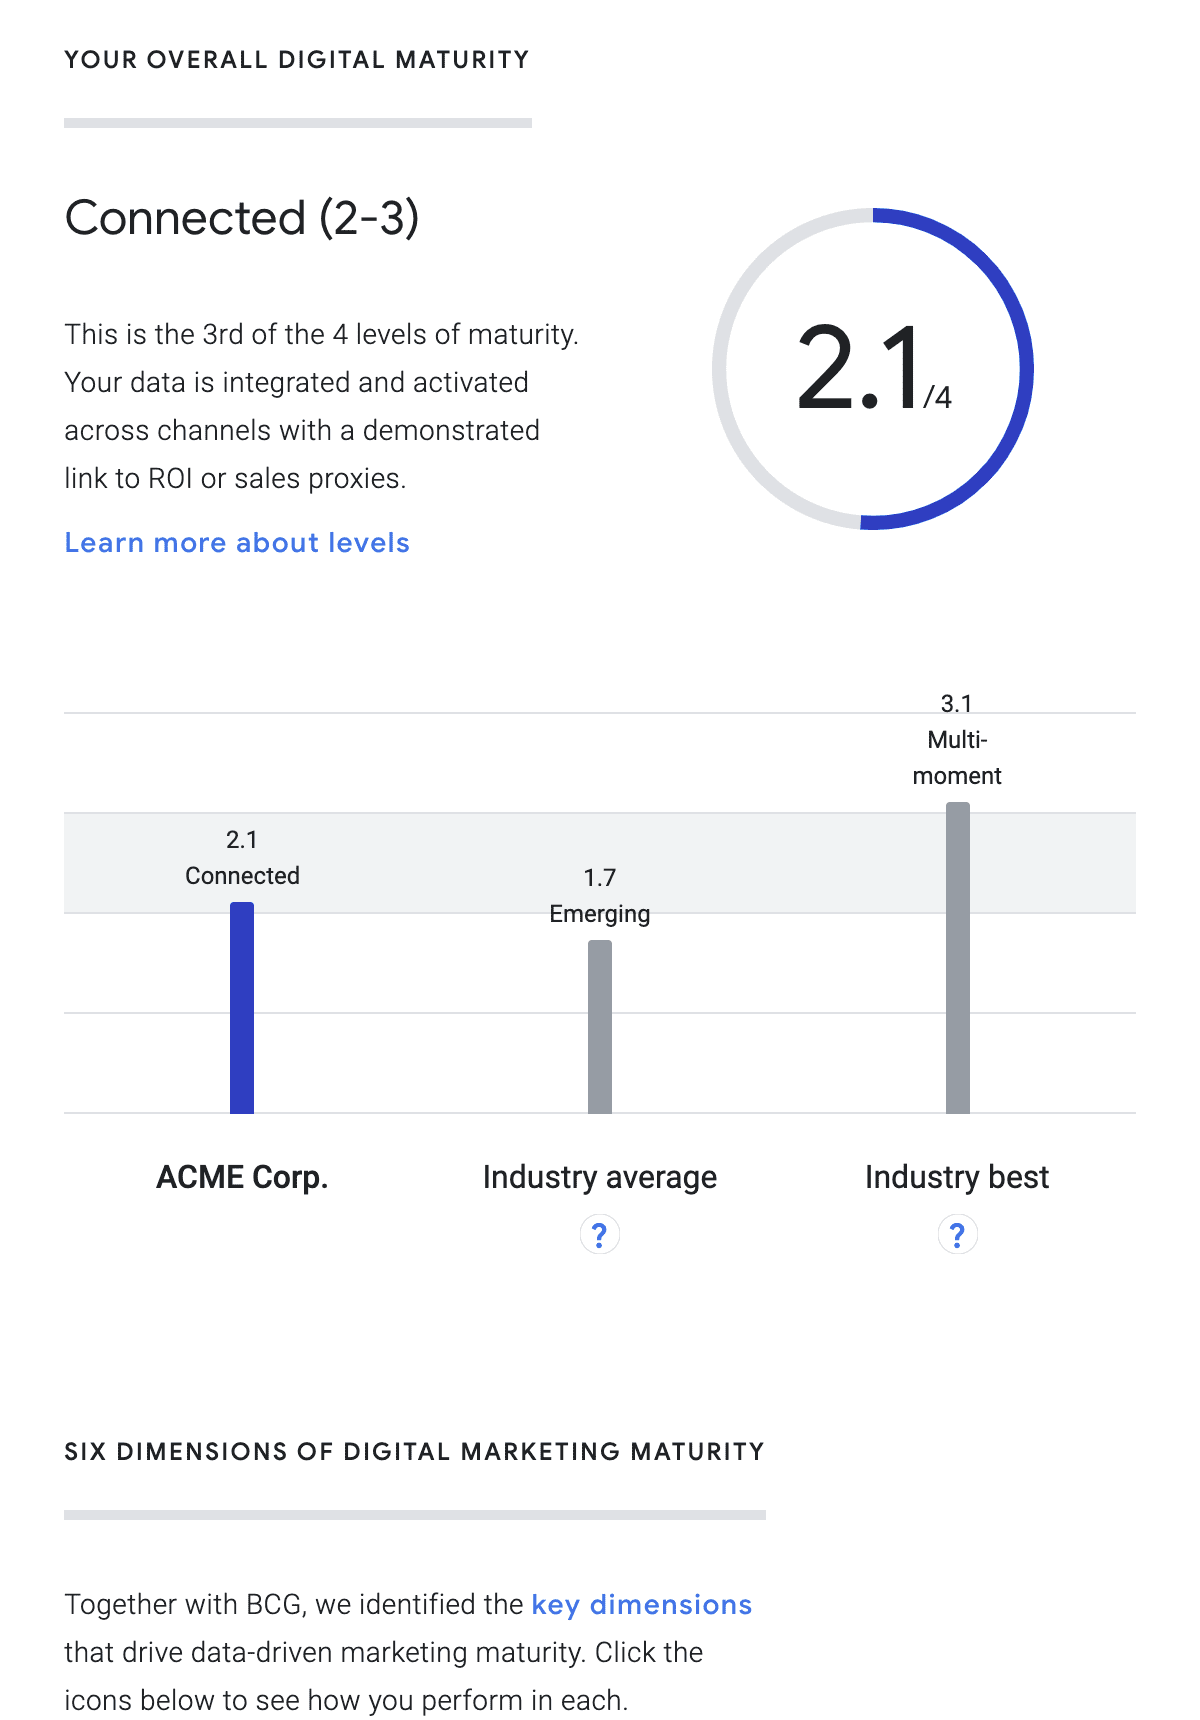 YOUR OVERALL DIGITAL MATURITY
Connected (2-3)
This is the 3rd of the 4 levels of maturity.
Your data is integrated and activated
across channels with a demonstrated
link to ROI or sales proxies.
Learn more about levels
2.1/4
3.1
Multi-
moment
2.1
Connected
1.7
Emerging
ACME Corp.
Industry average
?
Industry best
?
SIX DIMENSIONS OF DIGITAL MARKETING MATURITY
Together with BCG, we identified the key dimensions
that drive data-driven marketing maturity. Click the
icons below to see how you perform in each.